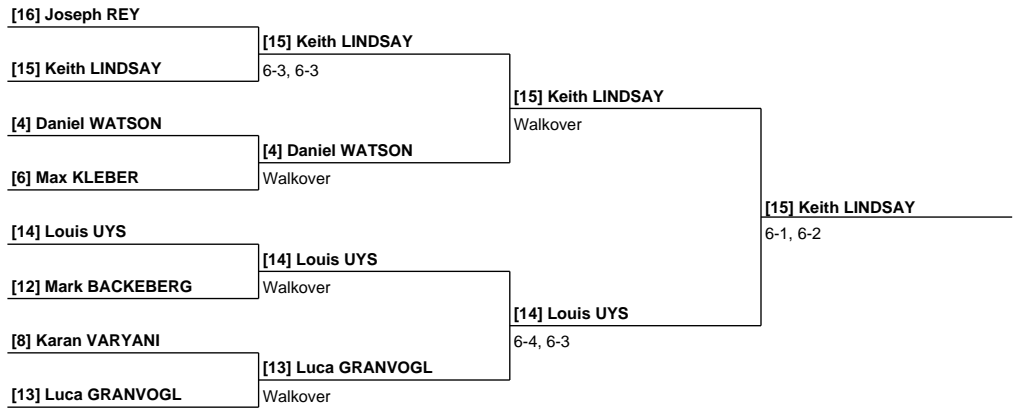 [16] Joseph REY
[15] Keith LINDSAY
[15] Keith LINDSAY
6-3, 6-3
[15] Keith LINDSAY
Walkover
[4] Daniel WATSON
[4] Daniel WATSON
[6] Max KLEBER
Walkover
[15] Keith LINDSAY
6-1, 6-2
[14] Louis UYS
[14] Louis UYS
[12] Mark BACKEBERG
Walkover
[14] Louis UYS
6-4, 6-3
[8] Karan VARYANI
[13] Luca GRANVOGL
[13] Luca GRANVOGL
Walkover